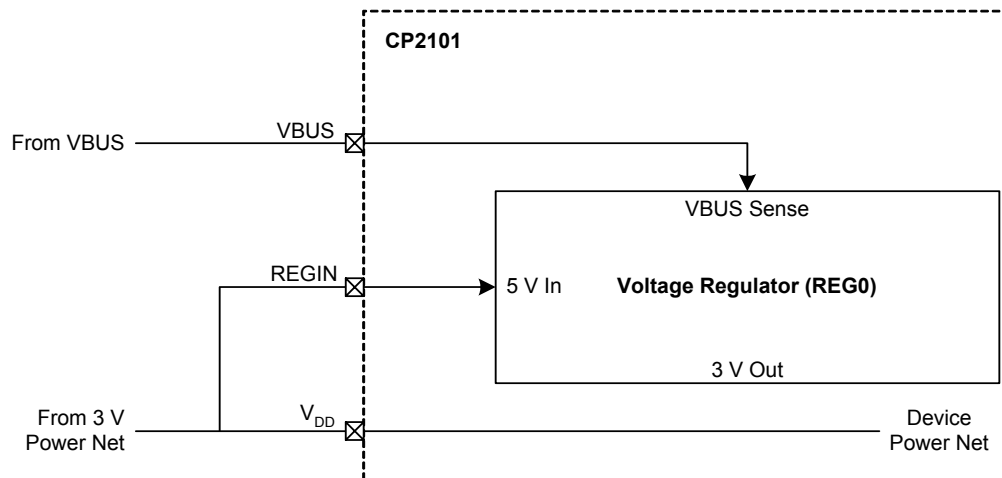 CP2101
From VBUS
VBUS
VBUS Sense
REGIN
5 V In
Voltage Regulator (REG0)
3 V Out
From 3 V
Power Net
VDD
Device
Power Net